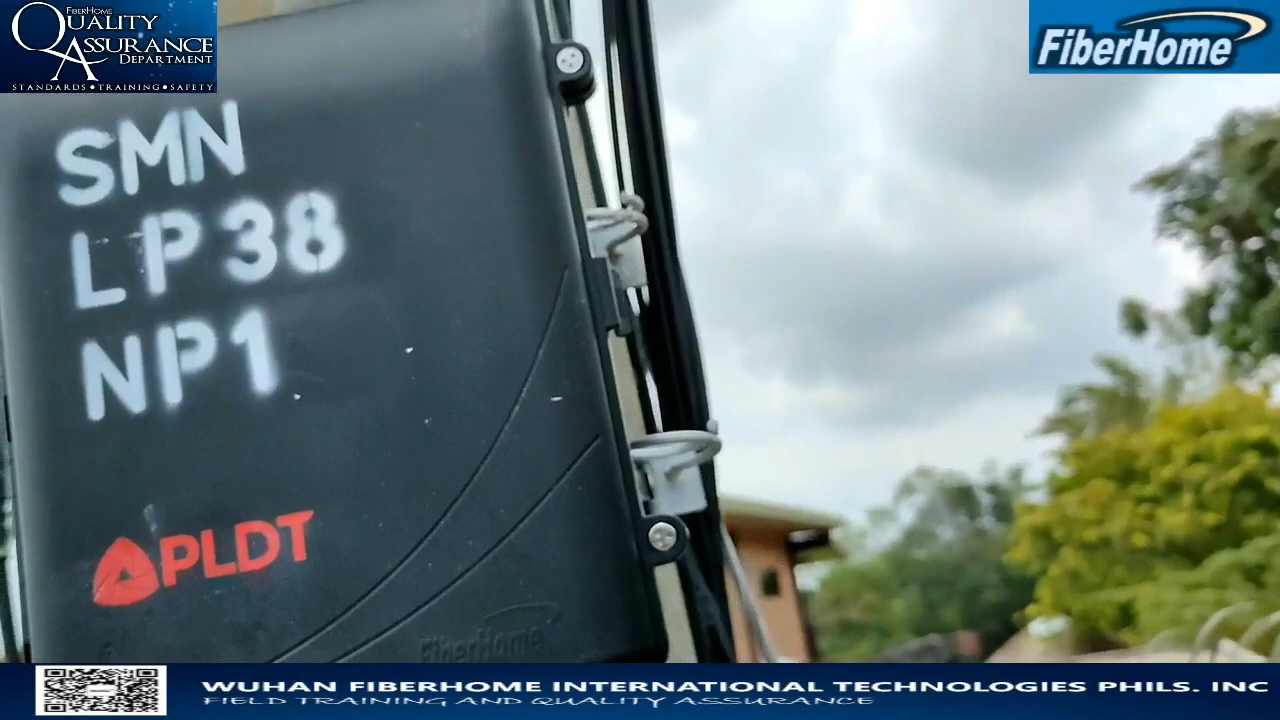 FiberHome
QUALITY
ASSURANCE
DEPARTMENT
STANDARDS•TRAINING•SAFETY
FiberHome
SMN
LP38
NP1
PLDT
FiberHome
WUHAN FIBERHOME INTERNATIONAL TECHNOLOGIES PHILS. INC
FIELD TRAINING AND QUALITY ASSURANCE